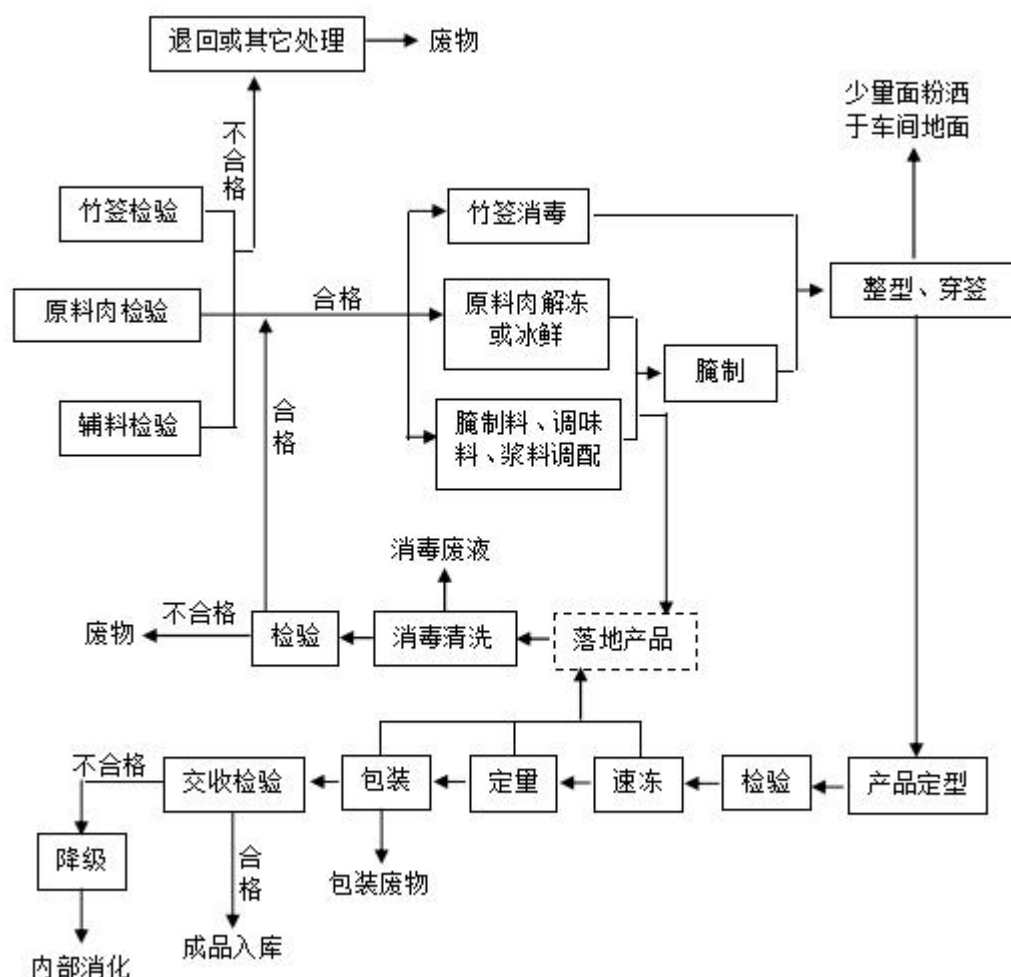 退回或其它处理
废物
少量面粉洒
于车间地面
不合格
竹签检验
竹签消毒
原料肉检验
合格
原料肉解冻
或冰鲜
整型、穿签
腌制
辅料检验
合格
腌制料、调味
料、浆料调配
消毒废液
废物
不合格
检验
消毒清洗
落地产品
不合格
交收检验
包装
定量
速冻
检验
产品定型
降级
合格
包装废物
内部消化
成品入库